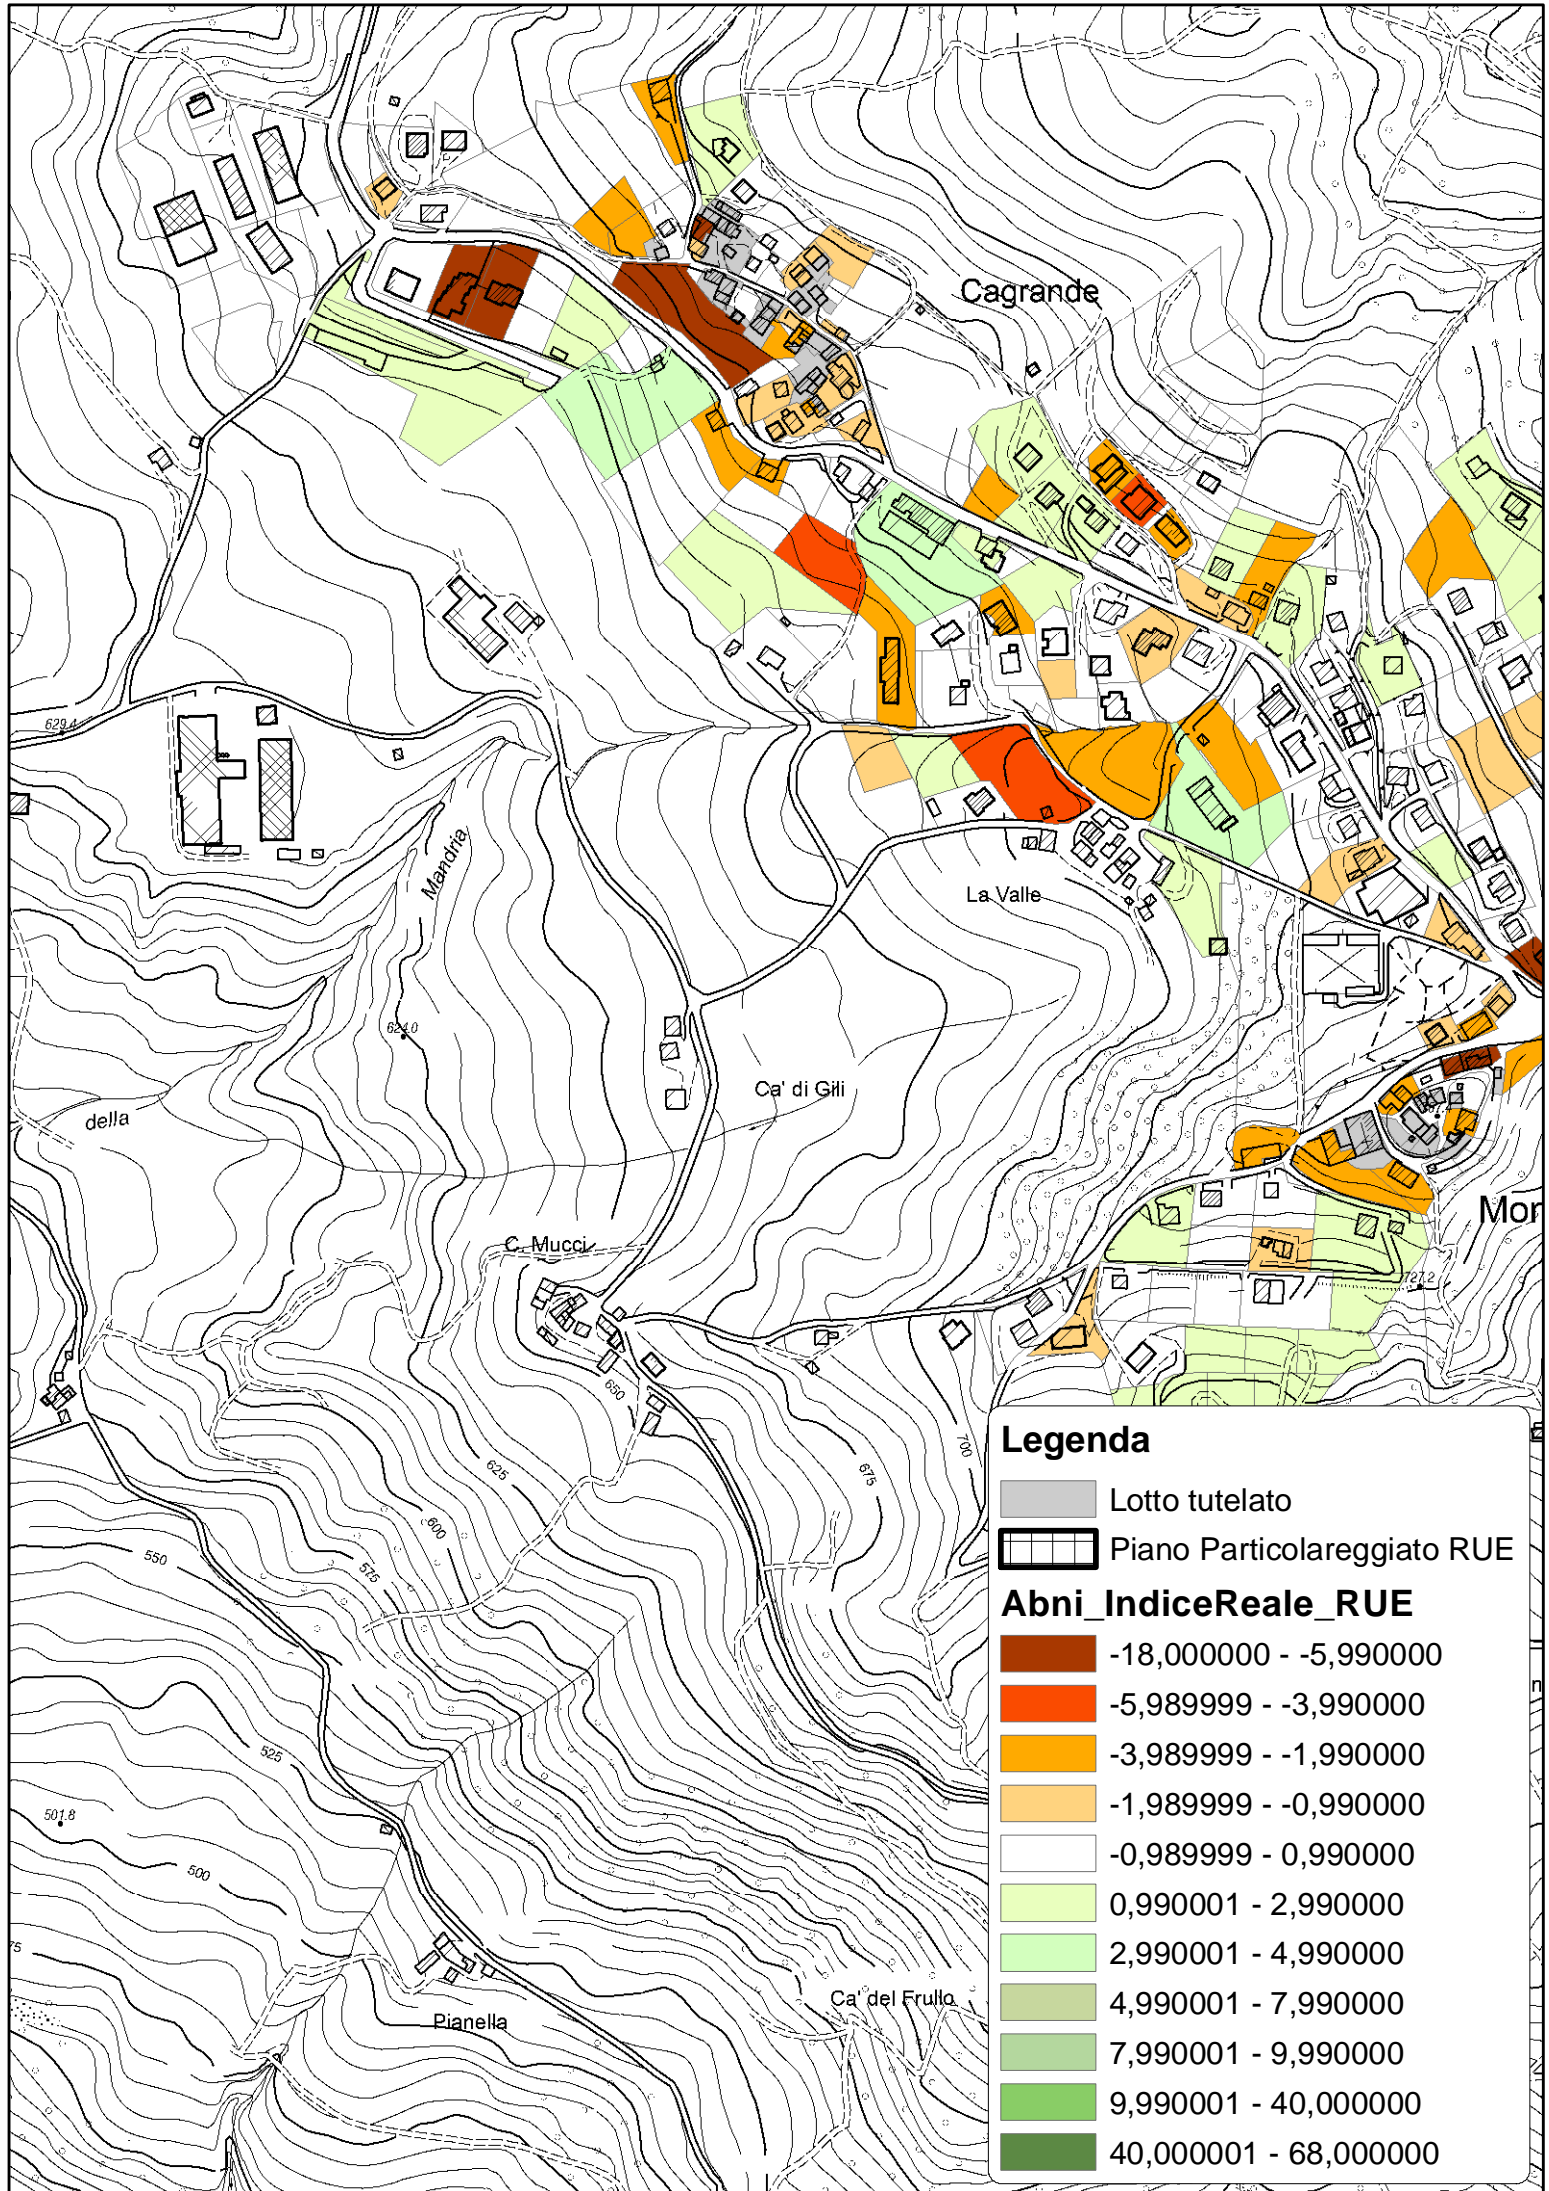 Cagrande
629.4
Mandria
La Valle
624.0
Ca' di Gili
della
Mor
C. Mucci
727.2
650
700
675
625
600
575
550
525
501.8
500
75
Pianella
Ca' del Frullo
Legenda
Lotto tutelato
Piano Particolareggiato RUE
Abni_IndiceReale_RUE
-18,000000 - -5,990000
-5,989999 - -3,990000
-3,989999 - -1,990000
-1,989999 - -0,990000
-0,989999 - 0,990000
0,990001 - 2,990000
2,990001 - 4,990000
4,990001 - 7,990000
7,990001 - 9,990000
9,990001 - 40,000000
40,000001 - 68,000000